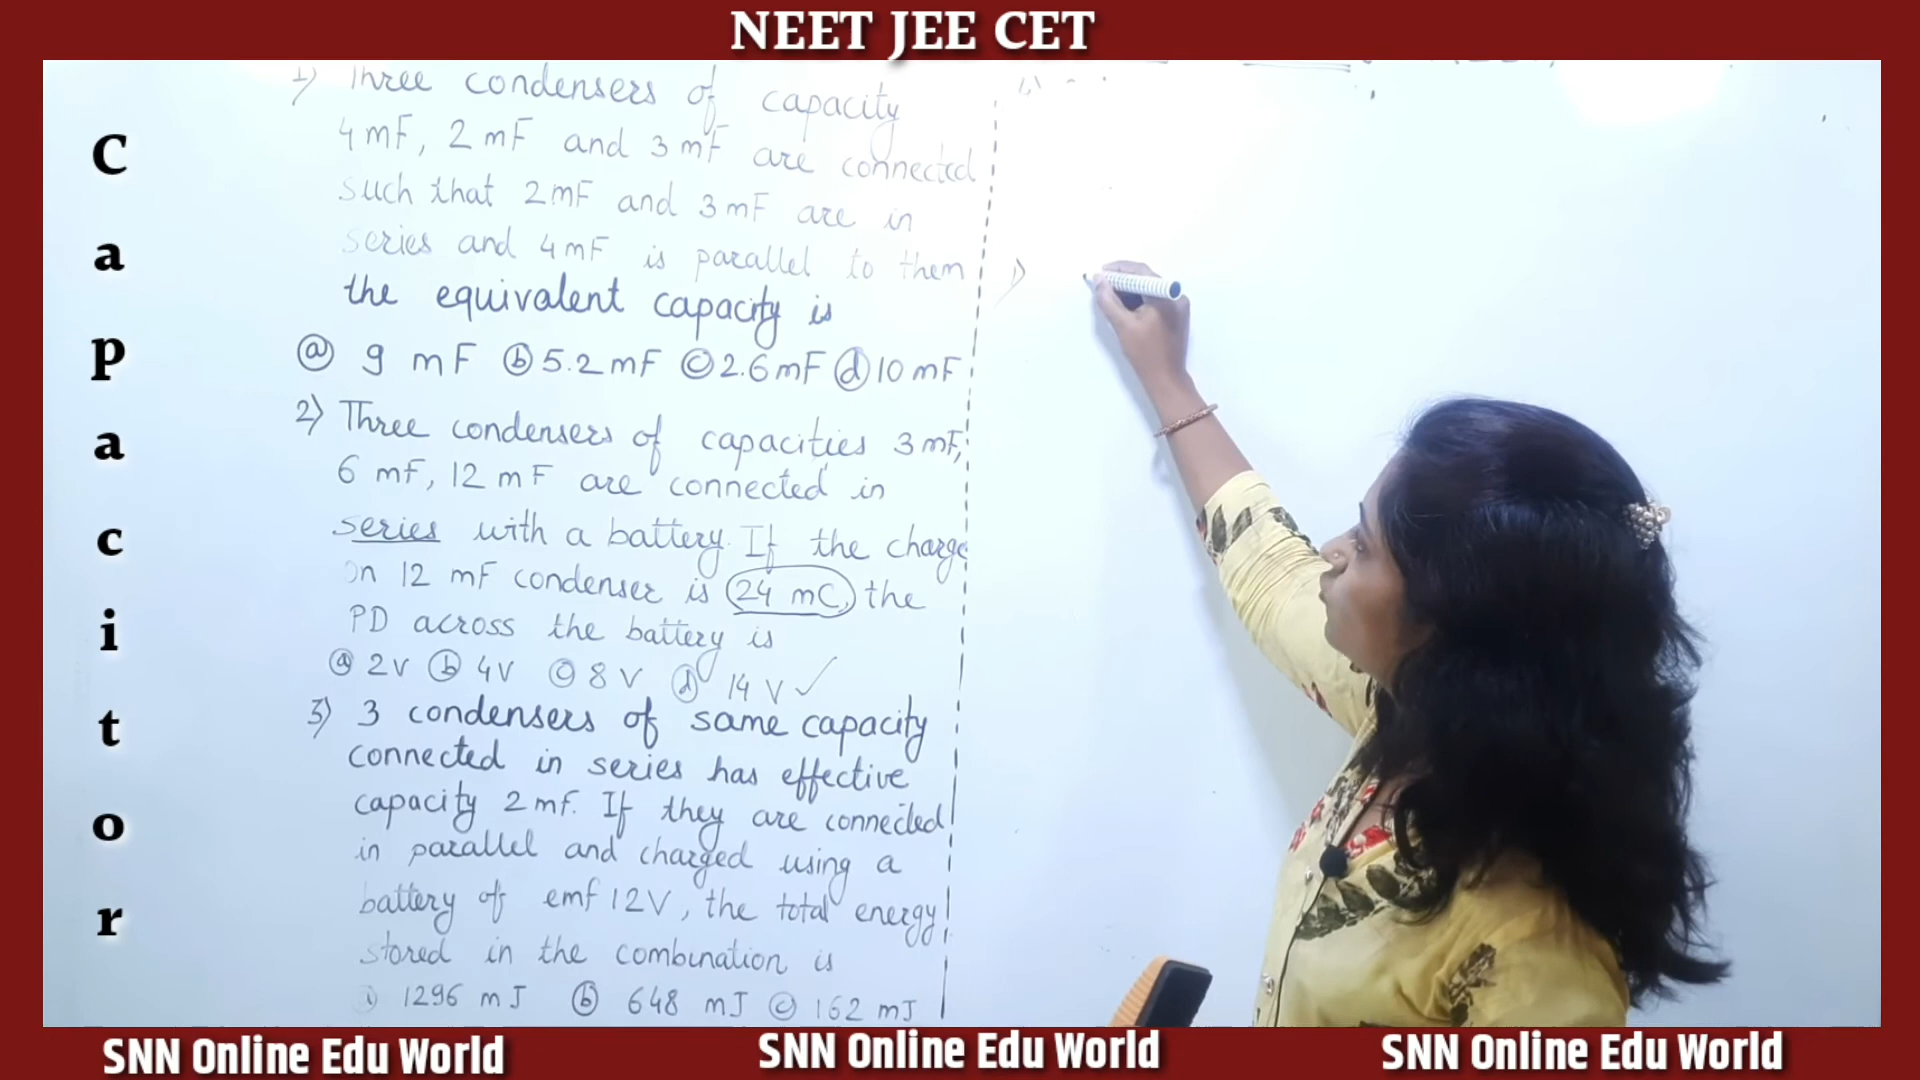 NEET JEE CET
C
a
p
a
c
i
t
o
r
1) Three condensers of capacity
4 mF, 2 mF and 3 mF are connected
such that 2 mF and 3 mF are in
series and 4 mF is parallel to them
the equivalent capacity is
(a) 9 mF (b) 5.2 mF (c) 2.6 mF (d) 10 mF
2) Three condensers of capacities 3 mF,
6 mF, 12 mF are connected in
series with a battery. If the charge
on 12 mF condenser is 24 mC, the
PD across the battery is
(a) 2V (b) 4V (c) 8 V (d) 14 V ✓
3) 3 condensers of same capacity
connected in series has effective
capacity 2 mF. If they are connected
in parallel and charged using a
battery of emf 12V, the total energy
stored in the combination is
1296 mJ (b) 648 mJ (c) 162 mJ
1)
SNN Online Edu World
SNN Online Edu World
SNN Online Edu World